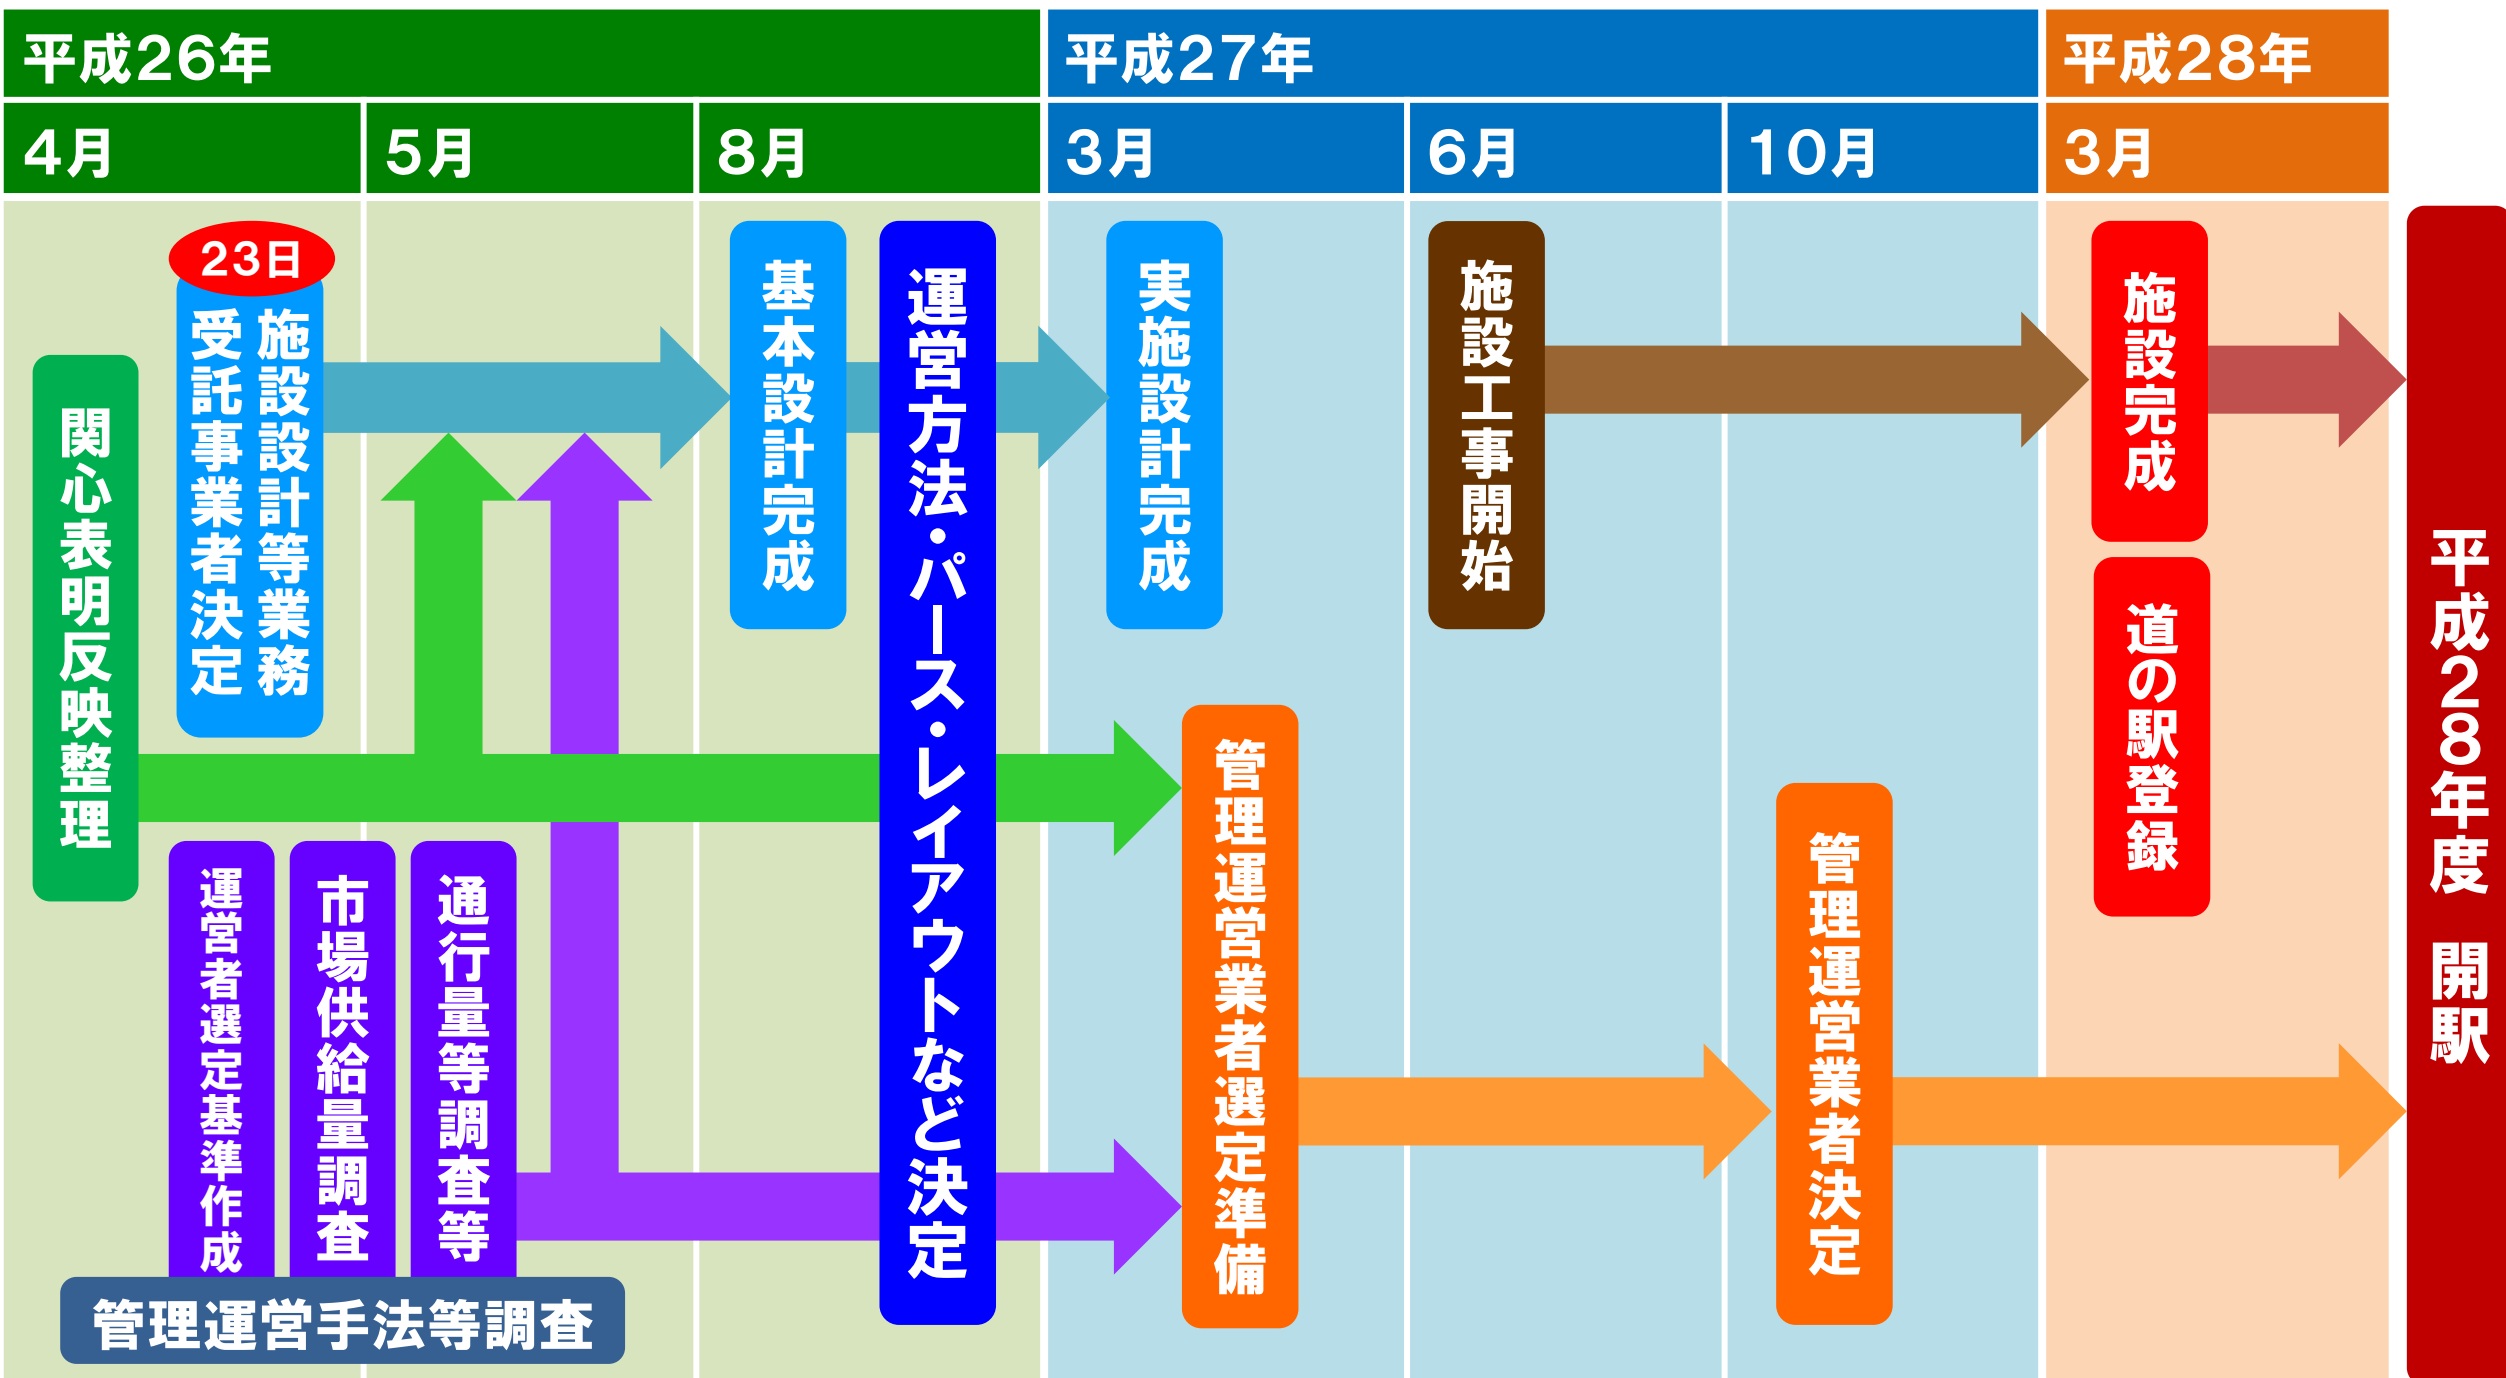 平成26年
平成27年
平成28年
4月
5月
8月
3月
6月
10月
3月
関心表明反映整理
23日
施設設計等業務
受託事業者決定
基本設計完成
運営方法・パース・レイアウトなど決定
実施設計完成
施設工事開始
施設完成
道の駅登録
平成28年度　開駅
管理運営業者選定準備
管理運営業者決定
運営者選定基準作成
市場供給量調査
通行量等調査等
管理運営手法等調査